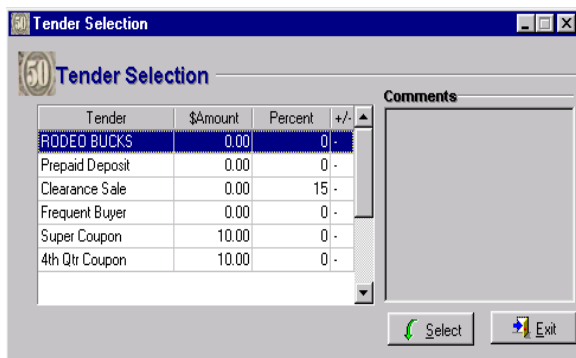 Tender Selection
50 Tender Selection
Comments
Tender $Amount Percent +/-
RODEO BUCKS 0.00 0 -
Prepaid Deposit 0.00 0 -
Clearance Sale 0.00 15 -
Frequent Buyer 0.00 0 -
Super Coupon 10.00 0 -
4th Qtr Coupon 10.00 0 -
Select Exit